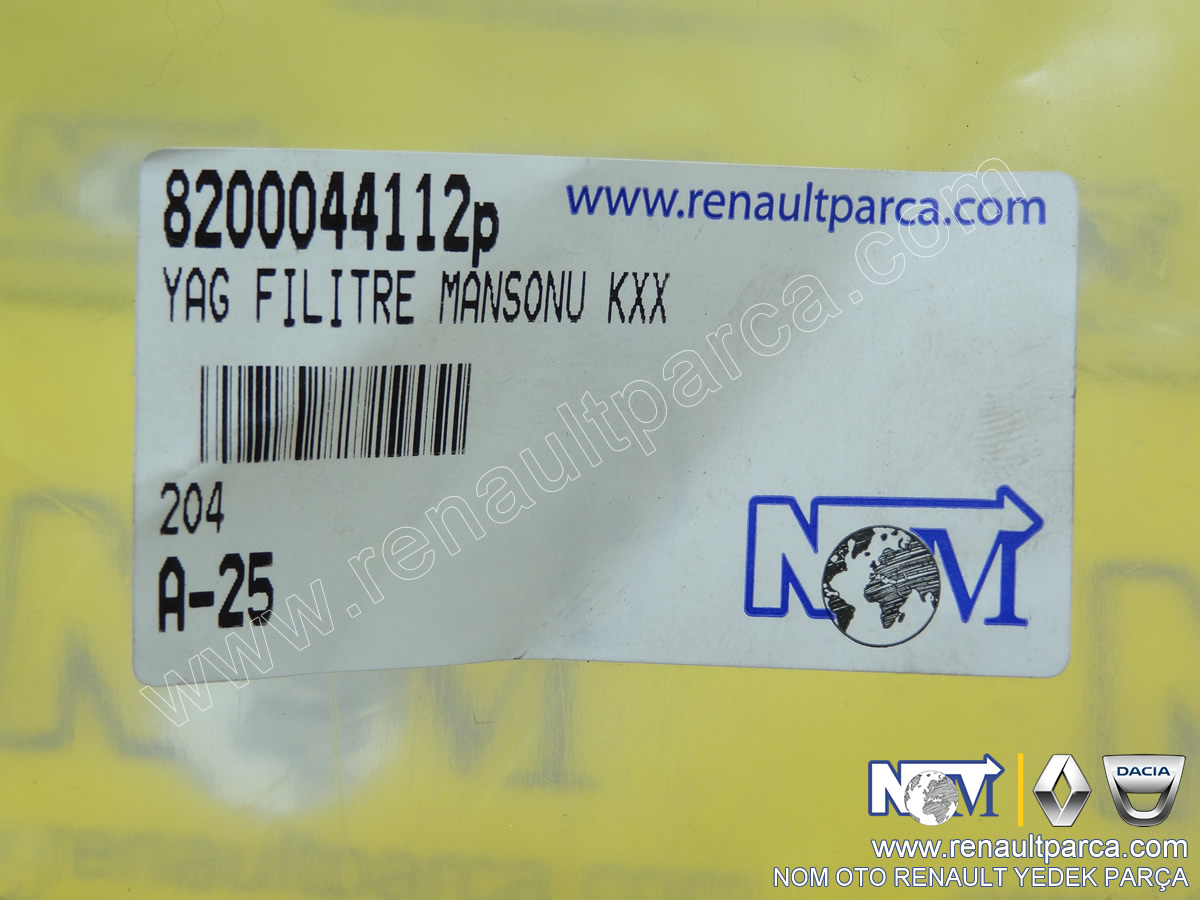 8200044112p
www.renaultparca.com
YAG FILITRE MANSONU KXX
204
A-25
NOM
www.renaultparca.com
NOM
DACIA
www.renaultparca.com
NOM OTO RENAULT YEDEK PARÇA